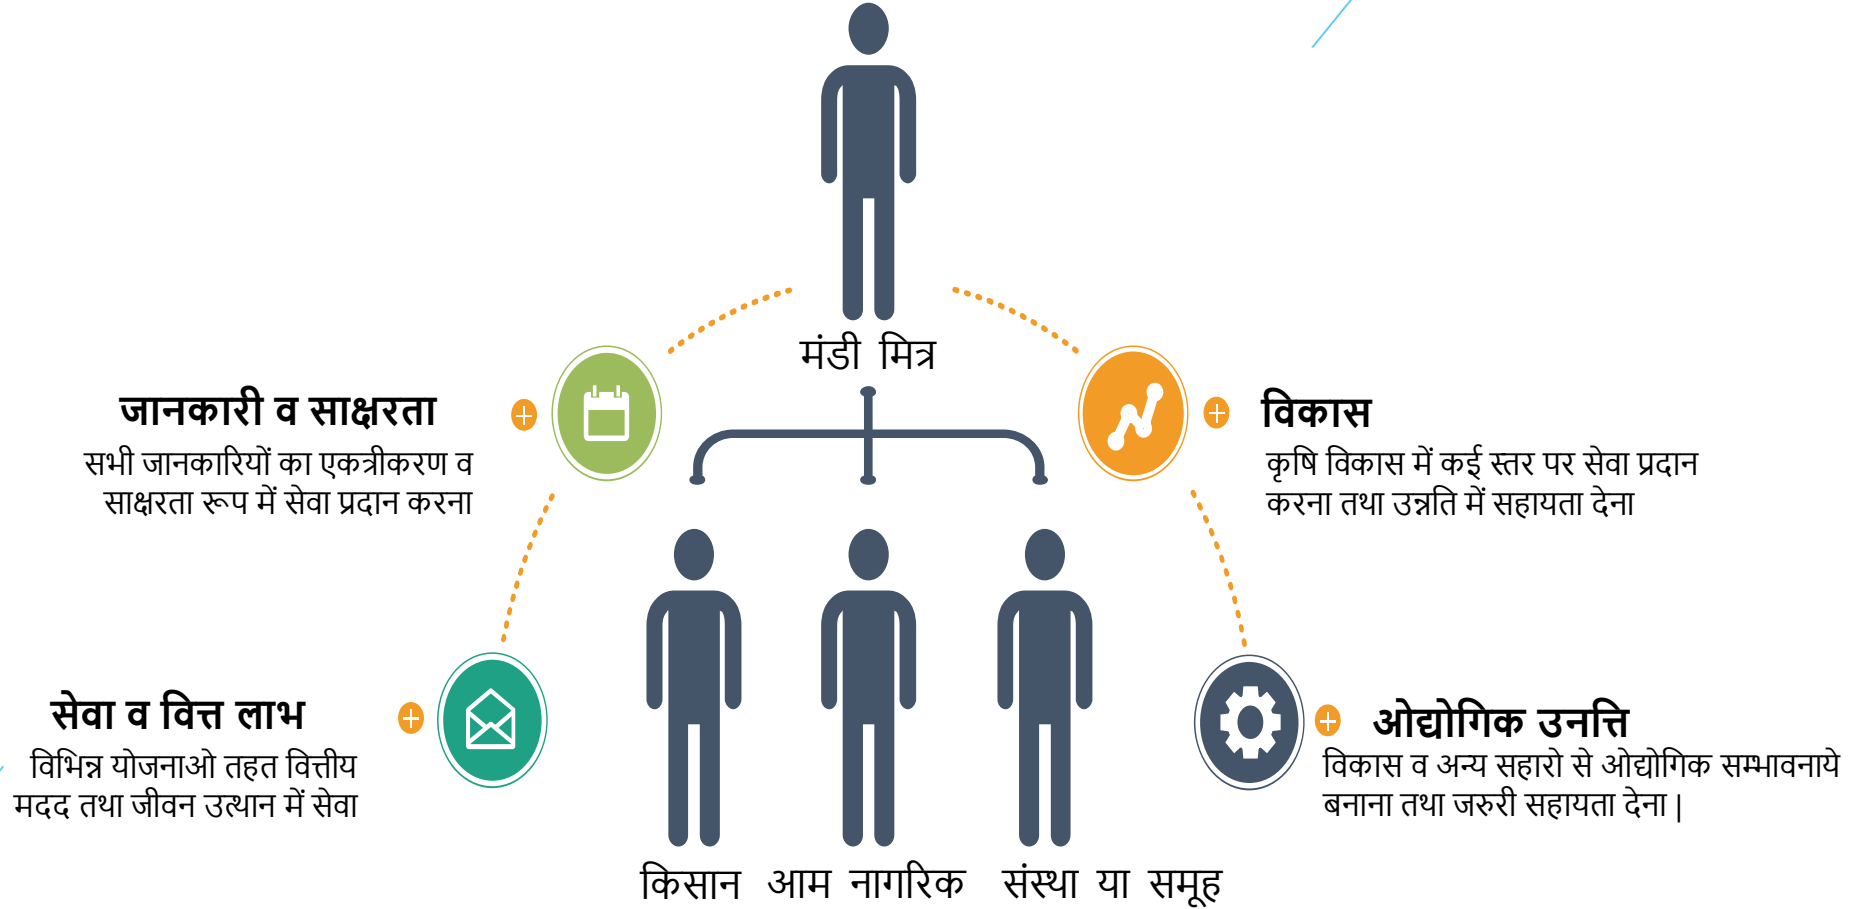 मंडी मित्र
जानकारी व साक्षरता
सभी जानकारियों का एकत्रीकरण व
साक्षरता रूप में सेवा प्रदान करना
विकास
कृषि विकास में कई स्तर पर सेवा प्रदान
करना तथा उन्नति में सहायता देना
सेवा व वित्त लाभ
विभिन्न योजनाओ तहत वित्तीय
मदद तथा जीवन उत्थान में सेवा
ओद्योगिक उनत्ति
विकास व अन्य सहारो से ओद्योगिक सम्भावनाये
बनाना तथा जरुरी सहायता देना |
किसान आम नागरिक संस्था या समूह